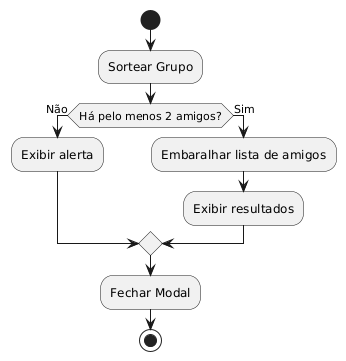 Sortear Grupo
Não
Há pelo menos 2 amigos?
Sim
Exibir alerta
Embaralhar lista de amigos
Exibir resultados
Fechar Modal